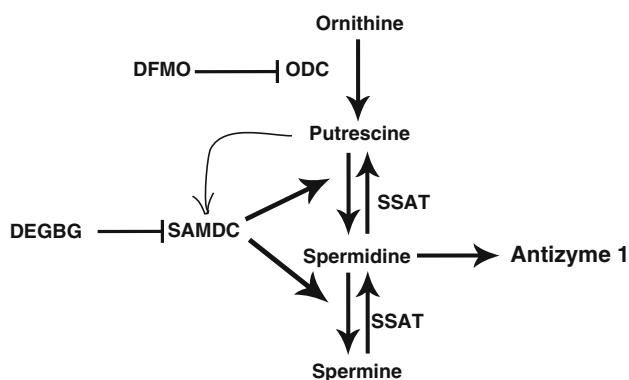 Ornithine
DFMO ODC
Putrescine
SSAT
DEGBG SAMDC
Spermidine Antizyme 1
SSAT
Spermine